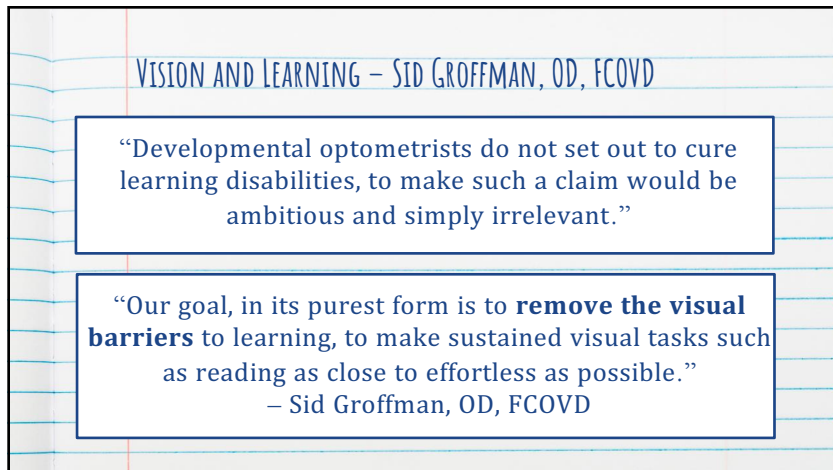 Vision and Learning – Sid Groffman, OD, FCOVD
“Developmental optometrists do not set out to cure
learning disabilities, to make such a claim would be
ambitious and simply irrelevant.”
“Our goal, in its purest form is to remove the visual
barriers to learning, to make sustained visual tasks such
as reading as close to effortless as possible.”
– Sid Groffman, OD, FCOVD